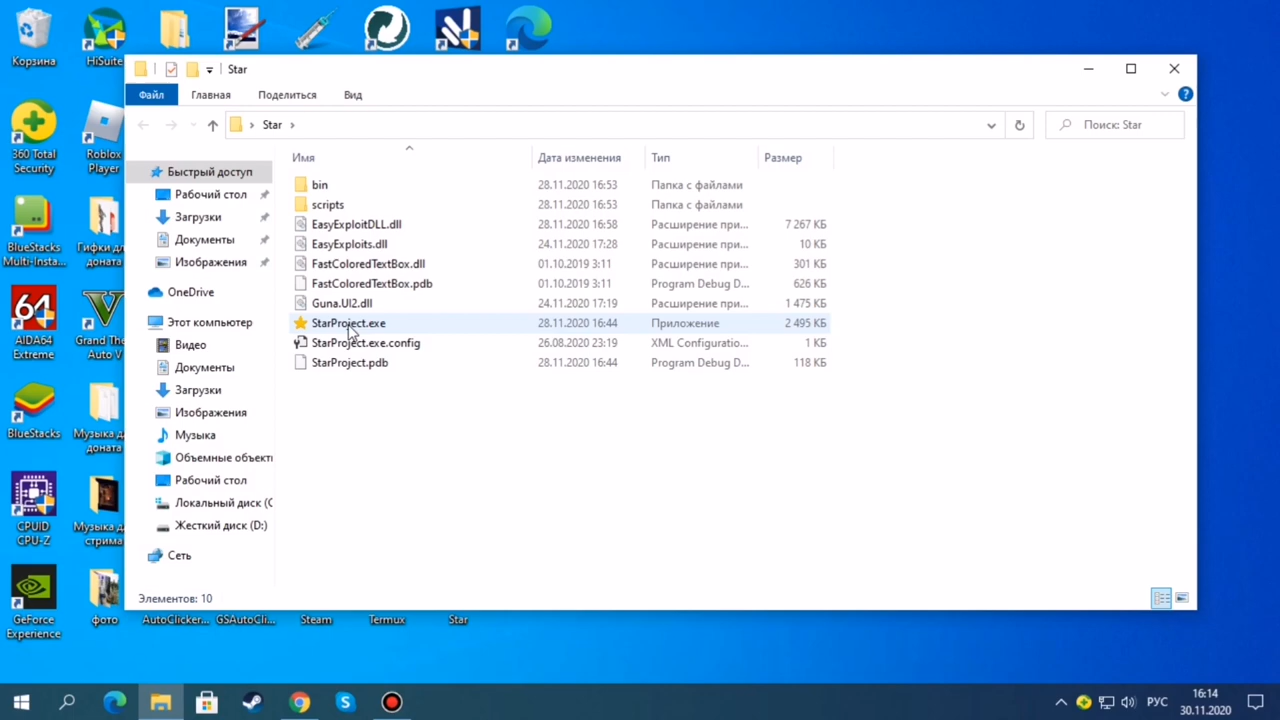 Корзина
HiSuite
Star
Файл
Главная
Поделиться
Вид
Star
Поиск: Star
Имя
Дата изменения
Тип
Размер
bin
28.11.2020 16:53
Папка с файлами
scripts
28.11.2020 16:53
Папка с файлами
EasyExploitDLL.dll
28.11.2020 16:58
Расширение при...
7 267 КБ
EasyExploits.dll
24.11.2020 17:28
Расширение при...
10 КБ
FastColoredTextBox.dll
01.10.2019 3:11
Расширение при...
301 КБ
FastColoredTextBox.pdb
01.10.2019 3:11
Program Debug D...
626 КБ
Guna.UI2.dll
24.11.2020 17:19
Расширение при...
1 475 КБ
StarProject.exe
28.11.2020 16:44
Приложение
2 495 КБ
StarProject.exe.config
26.08.2020 23:19
XML Configuratio...
1 КБ
StarProject.pdb
28.11.2020 16:44
Program Debug D...
118 КБ
Быстрый доступ
Рабочий стол
Загрузки
Документы
Изображения
OneDrive
Этот компьютер
Видео
Документы
Загрузки
Изображения
Музыка
Объемные объект
Рабочий стол
Локальный диск (C
Жесткий диск (D:)
Сеть
Элементов: 10
360 Total
Security
Roblox
Player
BlueStacks
Multi-Insta...
Гифки дл
доната
64
AIDA64
Extreme
V
Grand The
Auto V
BlueStacks
Музыка д
доната
CPUID
CPU-Z
Музыка д
стрима
GeForce
Experience
фото
AutoClicker...
GSAutoCli...
Steam
Termux
Star
РУС
16:14
30.11.2020